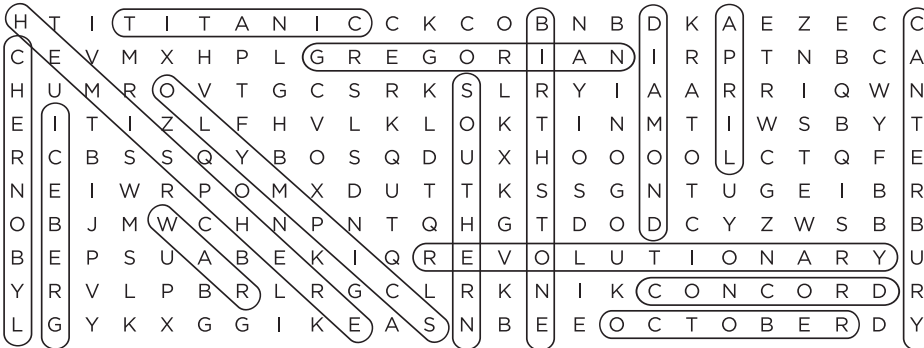 H T I T I T A N I C C K C O B N B D K A E Z E C C
C E V M X H P L G R E G O R I A N I R P T N B C A
H U M R O V T G C S R K S L R Y I A A R R I Q W N
E I T I Z L F H V L K L O K T I N M T I W S B Y T
R C B S S Q Y B O S Q D U X H O O O O L C T Q F E
N E I W R P O M X D U T T K S S G N T U G E I B R
O B J M W C H N P N T Q H G T D O D C Y Z W S B B
B E P S U A B E K I Q R E V O L U T I O N A R Y U
Y R V L P B R L R G C L R K N I K C O N C O R D R
L G Y K X G G I K E A S N B E E O C T O B E R D Y